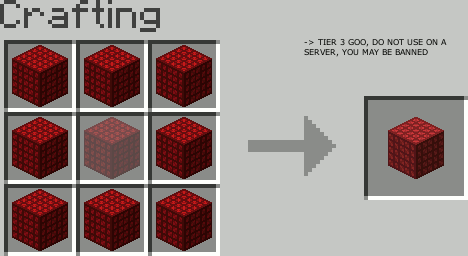 Crafting
-> TIER 3 GOO, DO NOT USE ON A
SERVER, YOU MAY BE BANNED